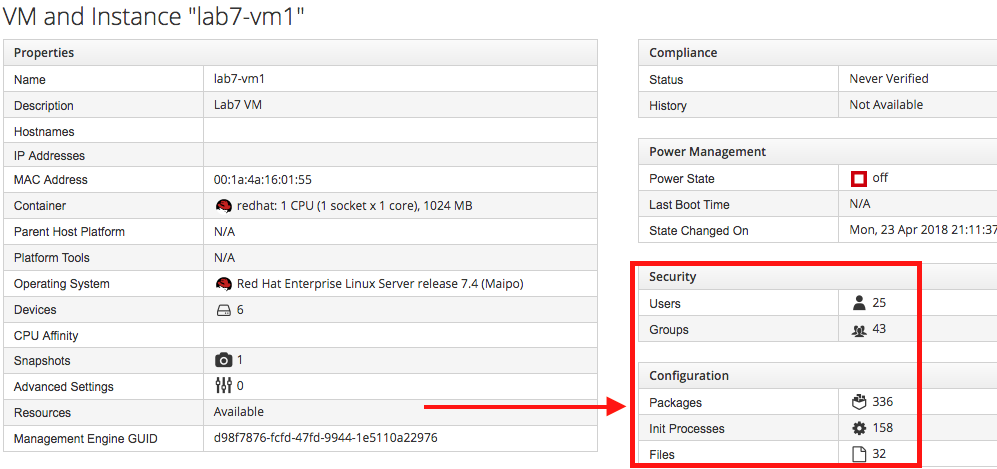 VM and Instance "lab7-vm1"
Properties
Name lab7-vm1
Description Lab7 VM
Hostnames
IP Addresses
MAC Address 00:1a:4a:16:01:55
Container redhat: 1 CPU (1 socket x 1 core), 1024 MB
Parent Host Platform N/A
Platform Tools N/A
Operating System Red Hat Enterprise Linux Server release 7.4 (Maipo)
Devices 6
CPU Affinity
Snapshots 1
Advanced Settings 0
Resources Available
Management Engine GUID d98f7876-fcfd-47fd-9944-1e5110a22976
Compliance
Status Never Verified
History Not Available
Power Management
Power State off
Last Boot Time N/A
State Changed On Mon, 23 Apr 2018 21:11:37
Security
Users 25
Groups 43
Configuration
Packages 336
Init Processes 158
Files 32